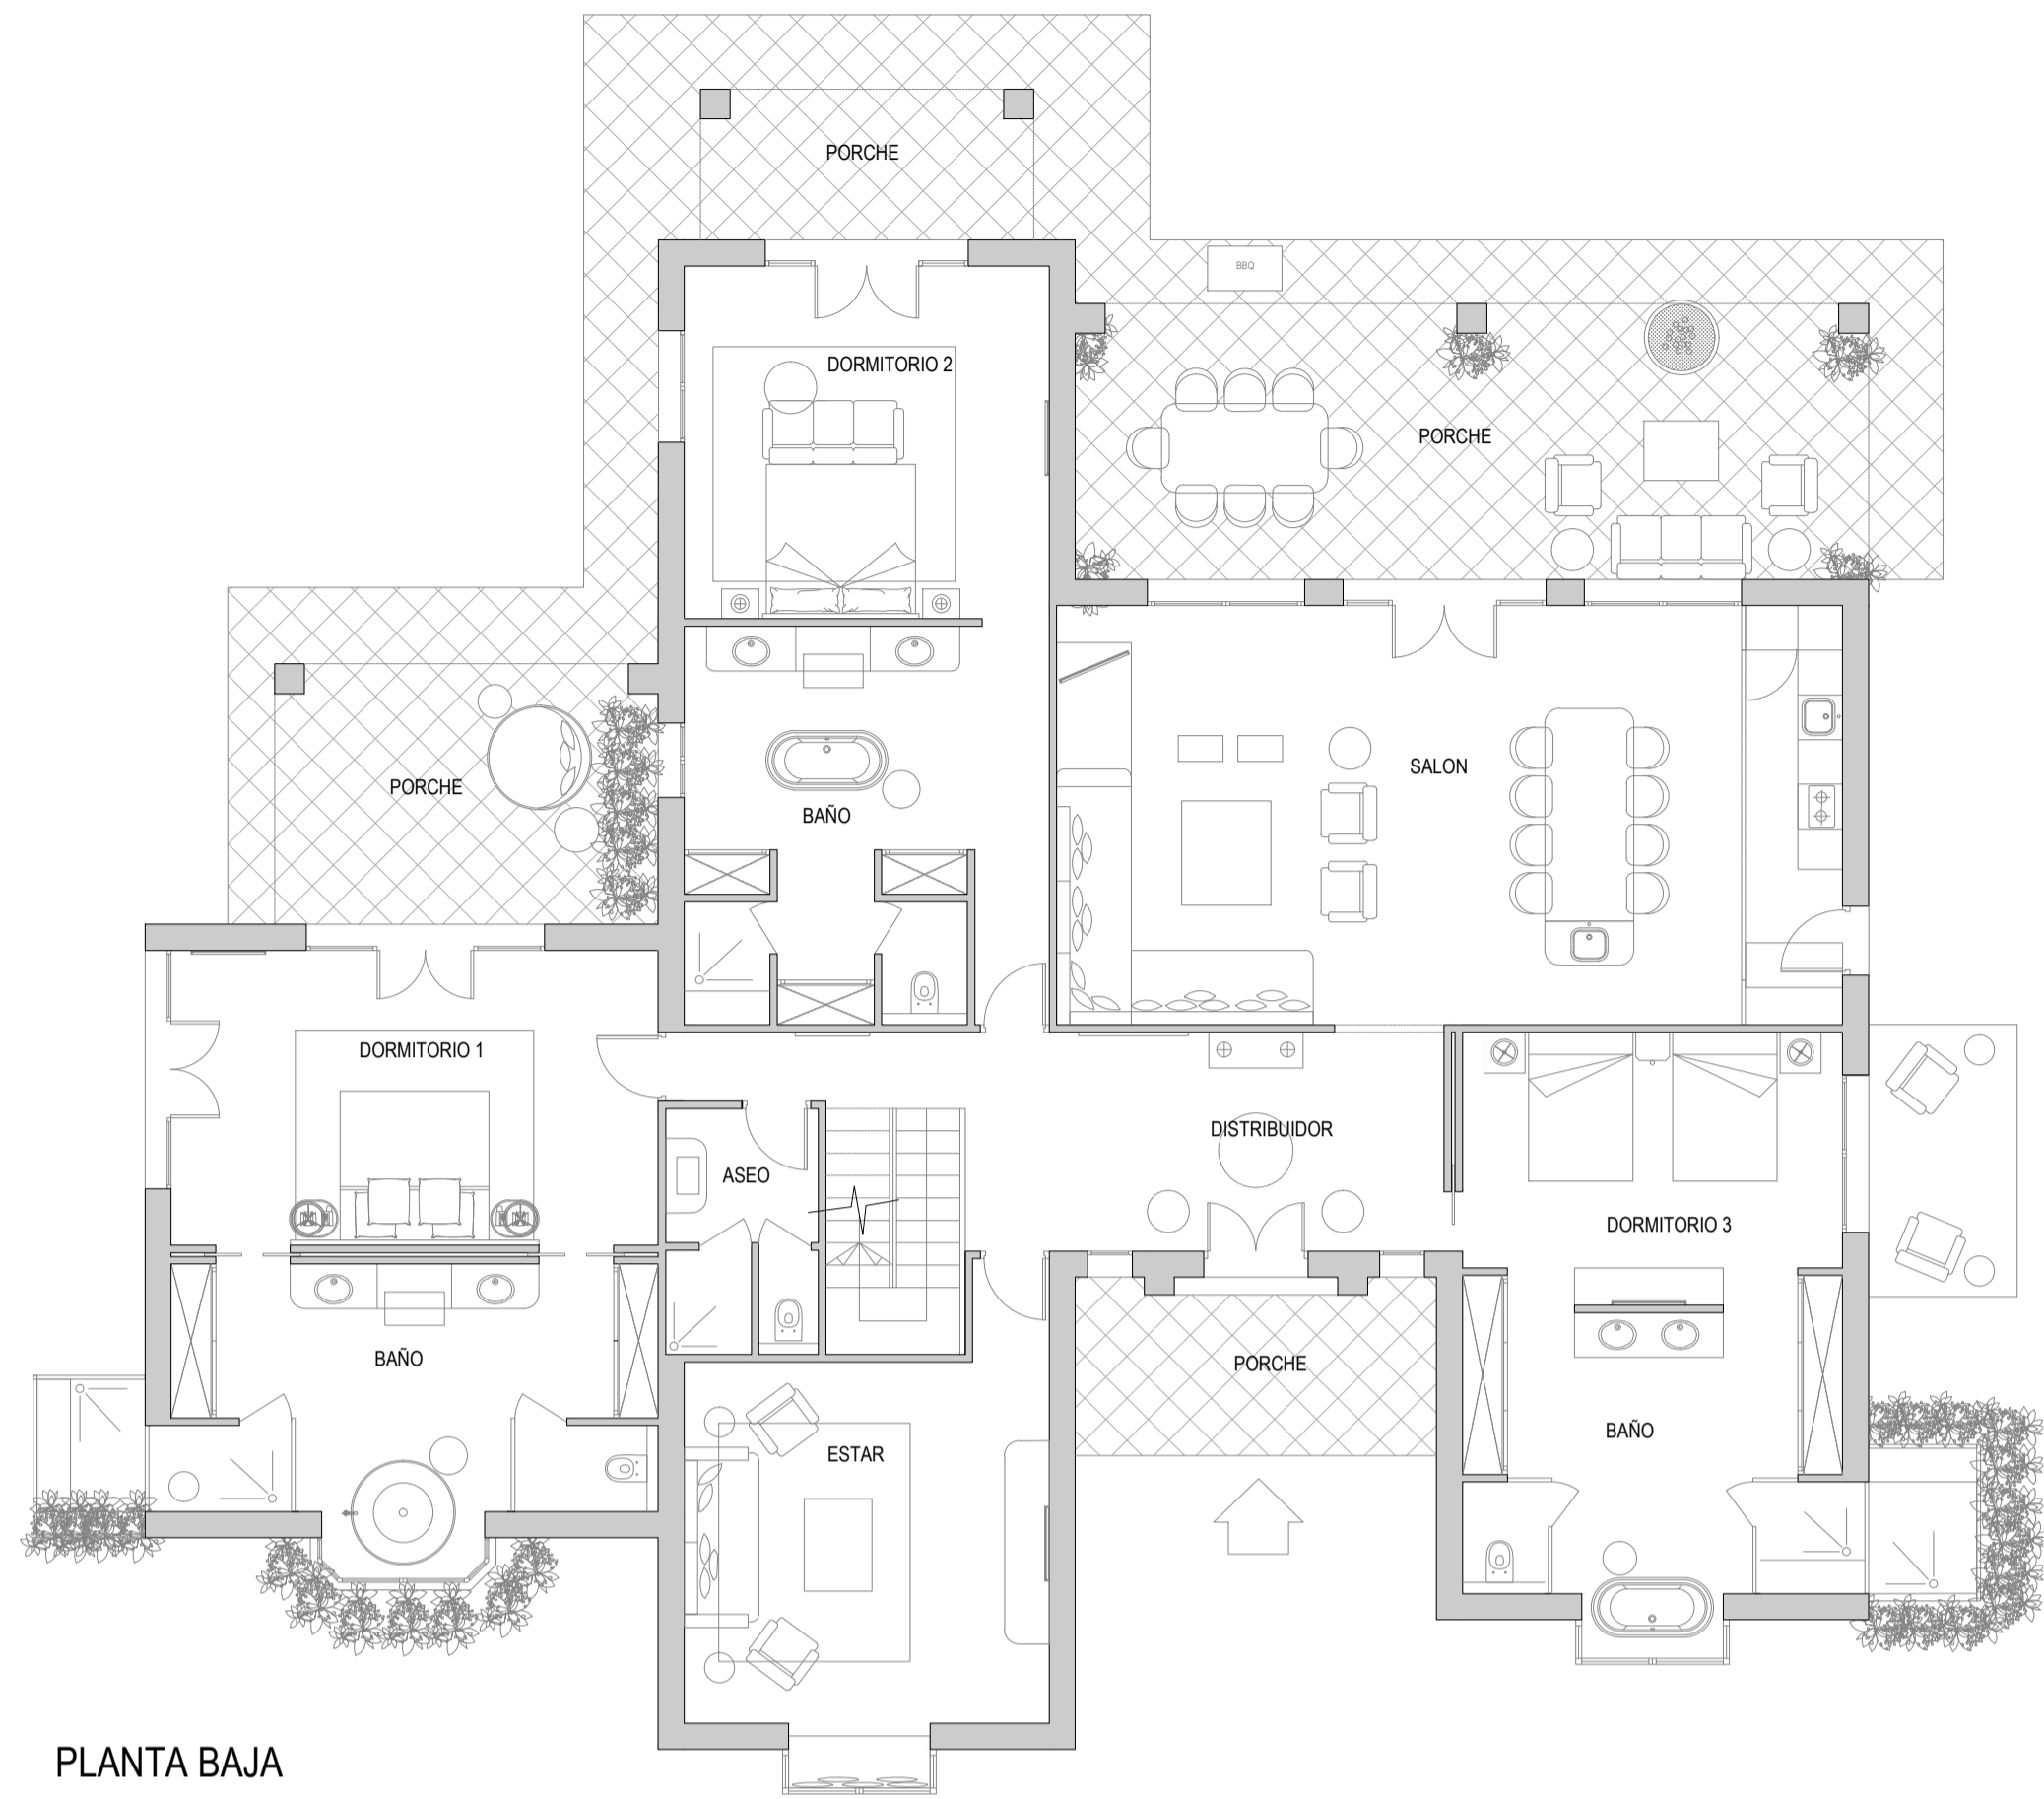 PORCHE
BBQ
DORMITORIO 2
PORCHE
SALON
PORCHE
BAÑO
DORMITORIO 1
DISTRIBUIDOR
ASEO
DORMITORIO 3
BAÑO
PORCHE
BAÑO
ESTAR
PLANTA BAJA